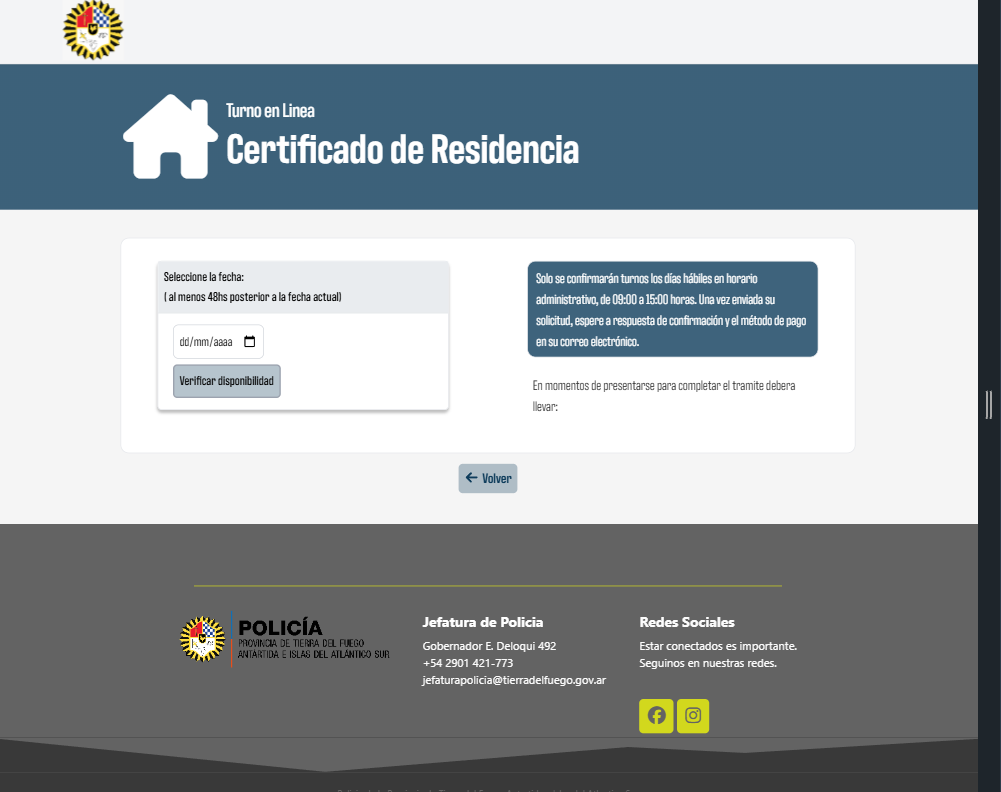 Turno en Linea
Certificado de Residencia
Seleccione la fecha:
( al menos 48hs posterior a la fecha actual)
dd/mm/aaaa
Verificar disponibilidad
Solo se confirmarán turnos los días hábiles en horario
administrativo, de 09:00 a 15:00 horas. Una vez enviada su
solicitud, espere a respuesta de confirmación y el método de pago
en su correo electrónico.
En momentos de presentarse para completar el tramite debera
llevar:
Volver
POLICÍA
PROVINCIA DE TIERRA DEL FUEGO
ANTARTIDA E ISLAS DEL ATLÁNTICO SUR
Jefatura de Policia
Gobernador E. Deloqui 492
+54 2901 421-773
jefaturapolicia@tierradelfuego.gov.ar
Redes Sociales
Estar conectados es importante.
Seguinos en nuestras redes.